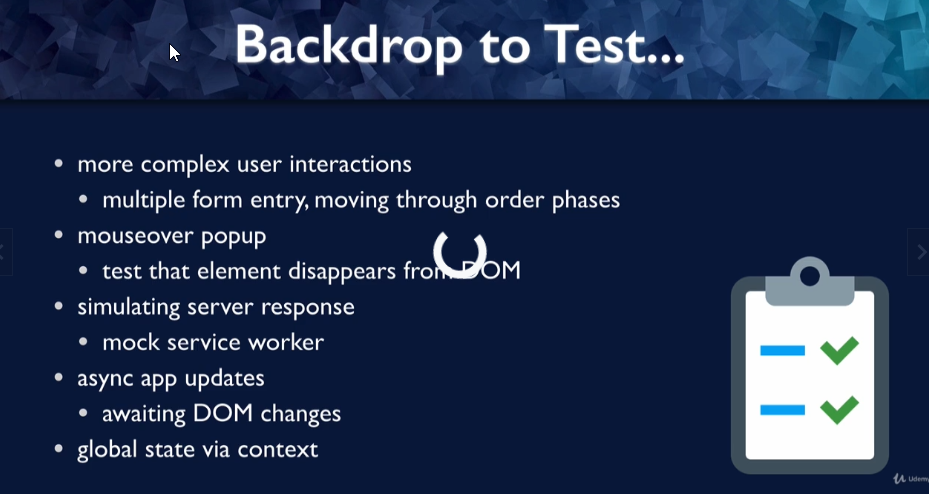 Backdrop to Test...
• more complex user interactions
• multiple form entry, moving through order phases
• mouseover popup
• test that element disappears from DOM
• simulating server response
• mock service worker
• async app updates
• awaiting DOM changes
• global state via context
Udemy